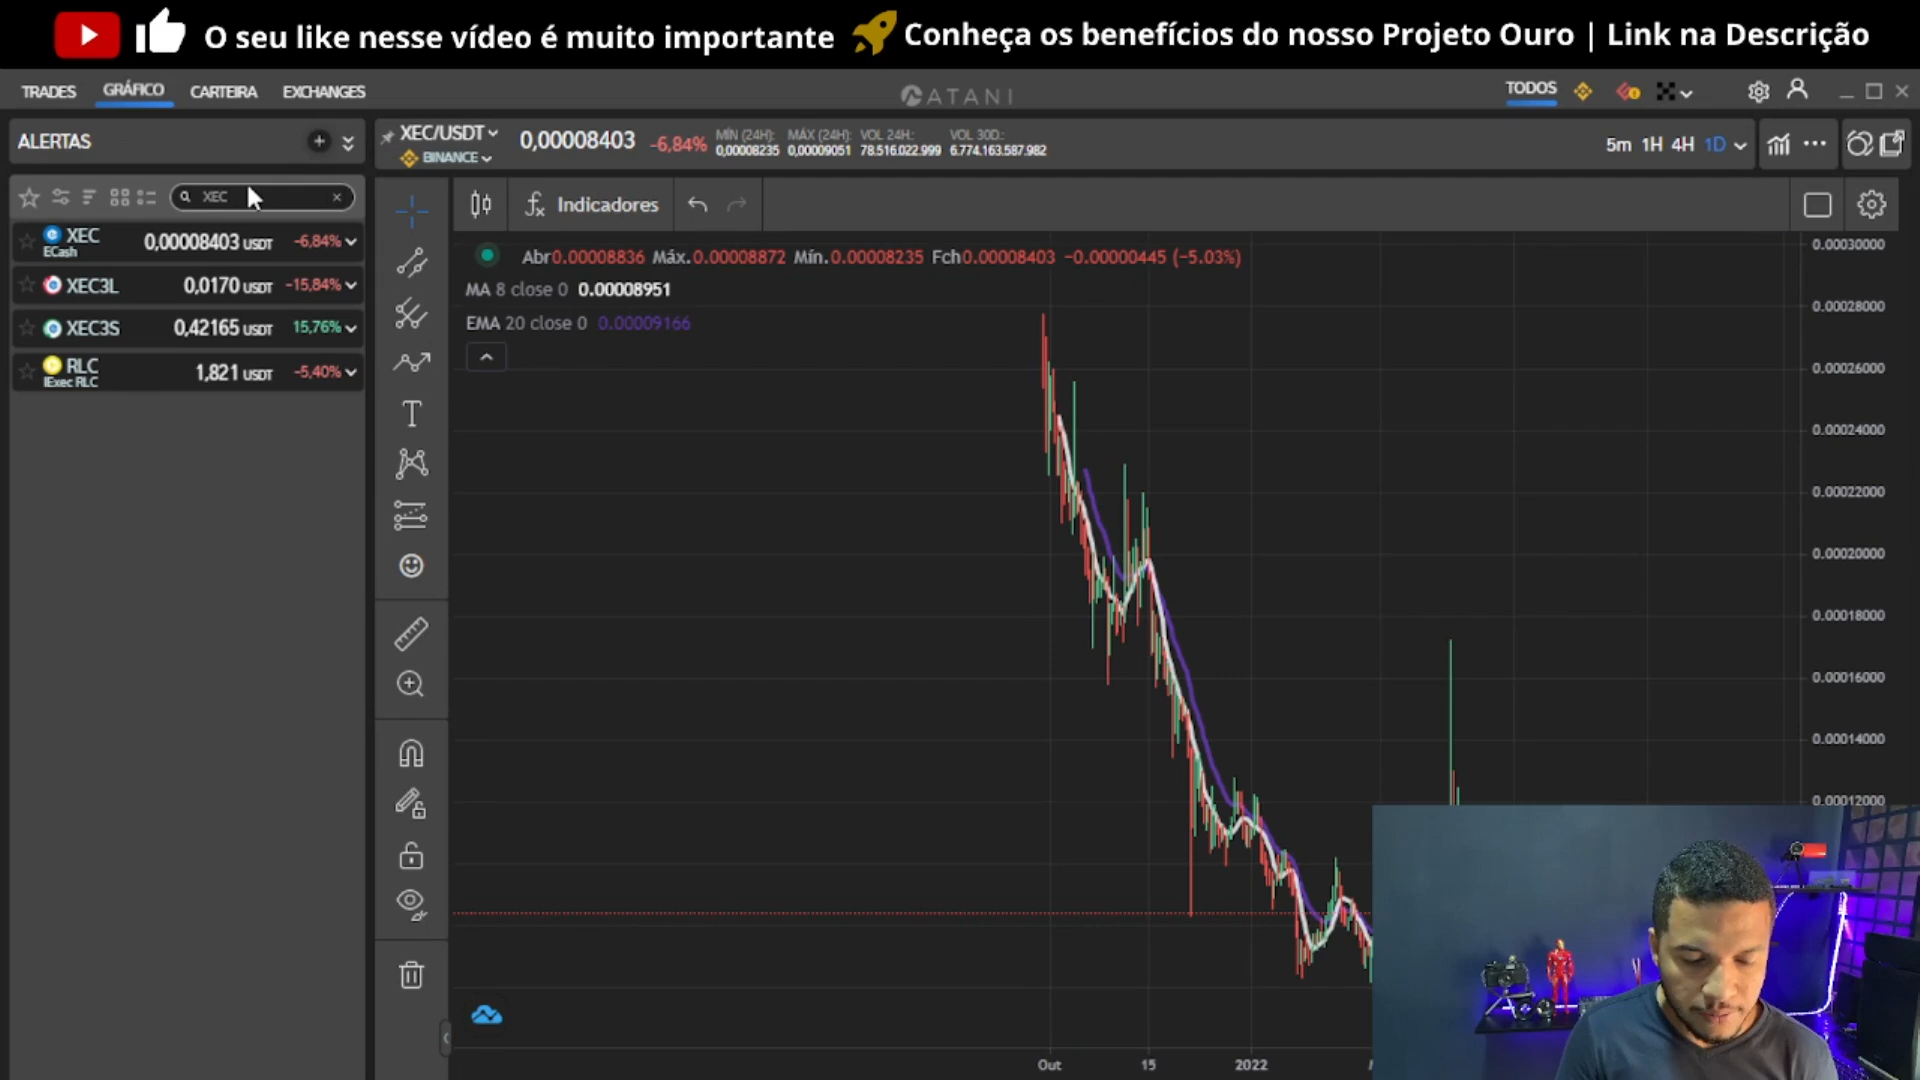 O seu like nesse vídeo é muito importante
Conheça os benefícios do nosso Projeto Ouro | Link na Descrição
TRADES GRÁFICO CARTEIRA EXCHANGES
ATANI
TODOS
ALERTAS
XEC/USDT
BINANCE
0,00008403 -6,84%
MÍN (24H): 0,00008235
MÁX (24H): 0,00009051
VOL 24H: 78.516.022.999
VOL 30D.: 6.774.163.587.982
5m 1H 4H 1D
XEC
XEC 0,00008403 USDT -6,84%
ECash
XEC3L 0,0170 USDT -15,84%
XEC3S 0,42165 USDT 15,76%
RLC 1,821 USDT -5,40%
IExec RLC
Indicadores
Abr0.00008836 Máx.0.00008872 Mín.0.00008235 Fch0.00008403 −0.00000445 (−5.03%)
MA 8 close 0 0.00008951
EMA 20 close 0 0.00009166
T
0.00030000
0.00028000
0.00026000
0.00024000
0.00022000
0.00020000
0.00018000
0.00016000
0.00014000
0.00012000
Out 15 2022